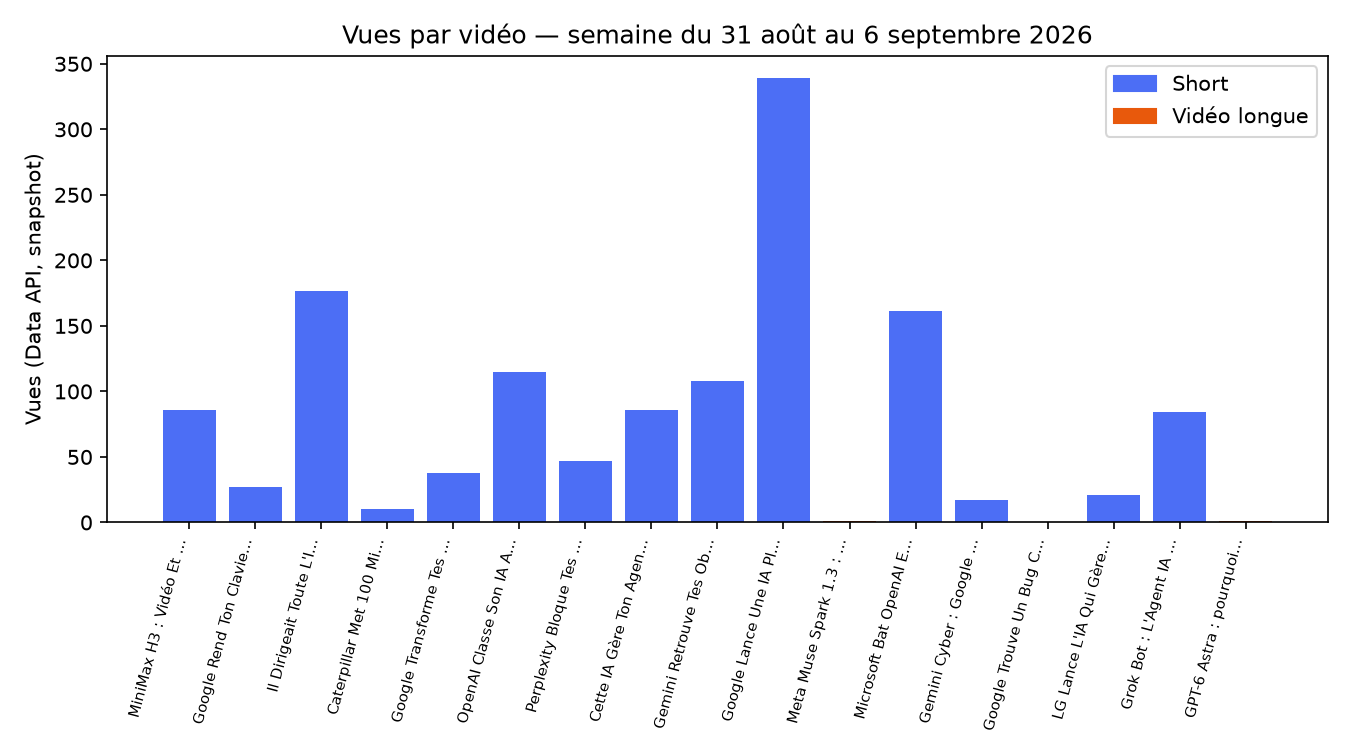 Vues par vidéo — semaine du 31 août au 6 septembre 2026
Short
Vidéo longue
Vues (Data API, snapshot)
350
300
250
200
150
100
50
0
MiniMax H3 : Vidéo Et ...
Google Rend Ton Clavie...
Il Dirigeait Toute L'I...
Caterpillar Met 100 Mi...
Google Transforme Tes ...
OpenAI Classe Son IA A...
Perplexity Bloque Tes ...
Cette IA Gère Ton Agen...
Gemini Retrouve Tes Ob...
Google Lance Une IA Pl...
Meta Muse Spark 1.3 : ...
Microsoft Bat OpenAI E...
Gemini Cyber : Google ...
Google Trouve Un Bug C...
LG Lance L'IA Qui Gère...
Grok Bot : L'Agent IA ...
GPT-6 Astra : pourquoi...